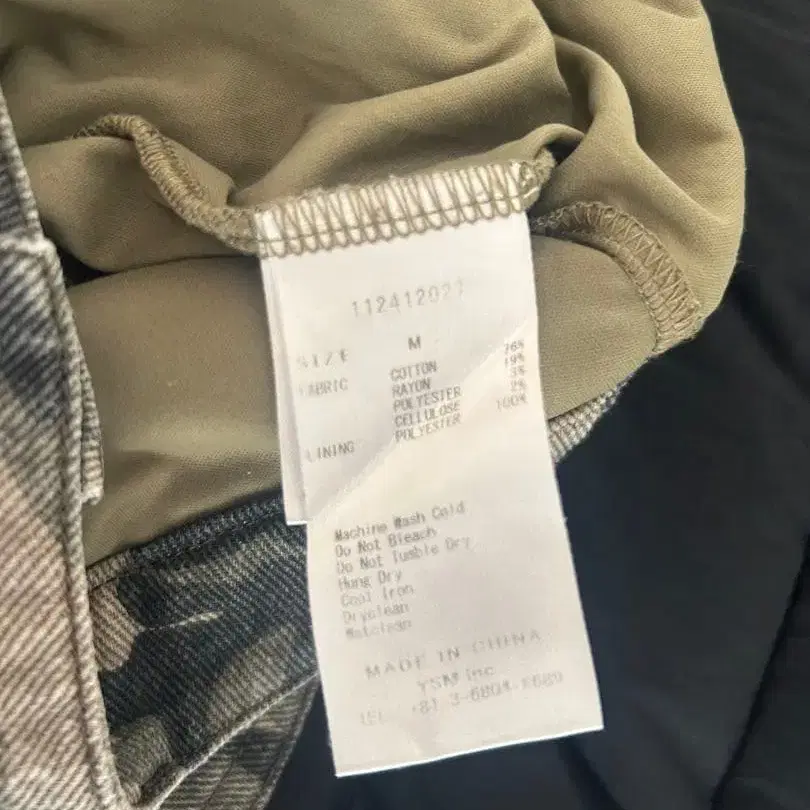 112412021
SIZE M
FABRIC COTTON 76%
RAYON 19%
POLYESTER 3%
CELLULOSE 2%
LINING POLYESTER 100%
Machine Wash Cold
Do Not Bleach
Do Not Tumble Dry
Hung Dry
Cool Iron
Dryclean
Wetclean
MADE IN CHINA
YSM inc
TEL +81 3-6804-